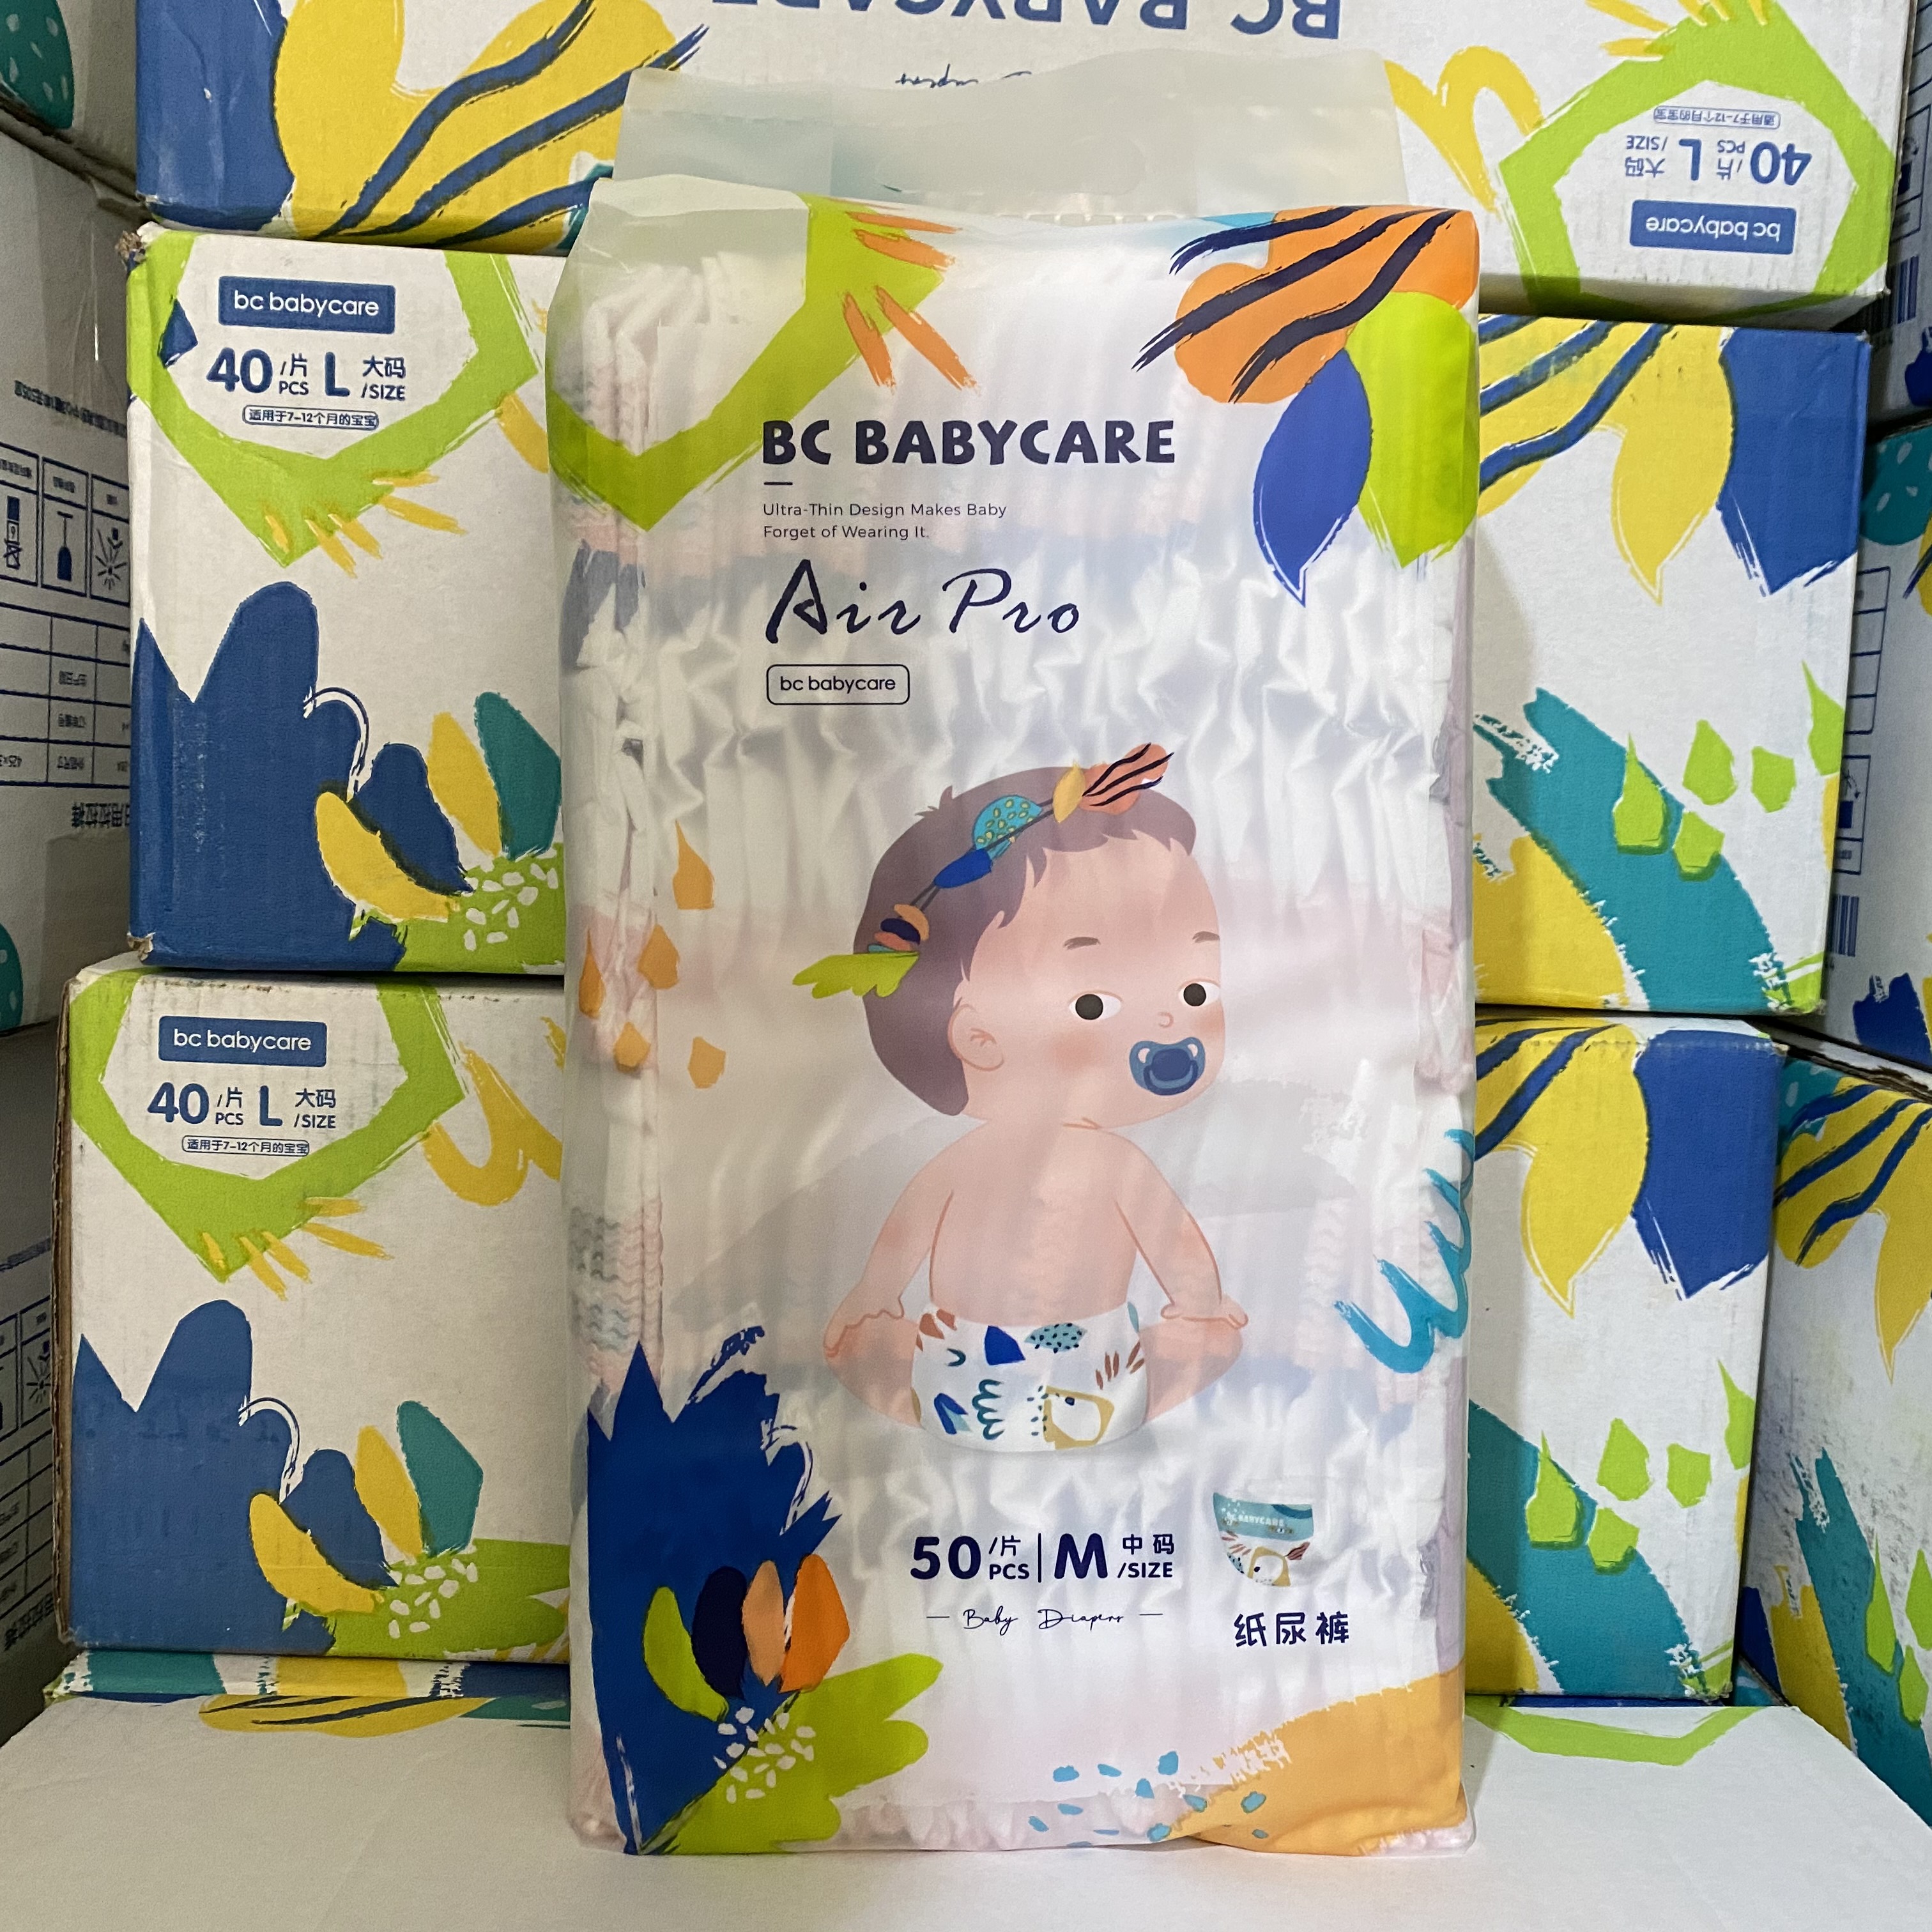 BC BABYCARE
40/片 PCS L 大码/SIZE
适用于7-12个月的宝宝
bc babycare
bc babycare
40/片 PCS L 大码/SIZE
适用于7-12个月的宝宝
bc babycare
40/片 PCS L 大码/SIZE
适用于7-12个月的宝宝
BC BABYCARE
Ultra-Thin Design Makes Baby
Forget of Wearing It.
Air Pro
bc babycare
50/片 PCS | M 中码/SIZE
Baby Diapers
BC BABYCARE
纸尿裤